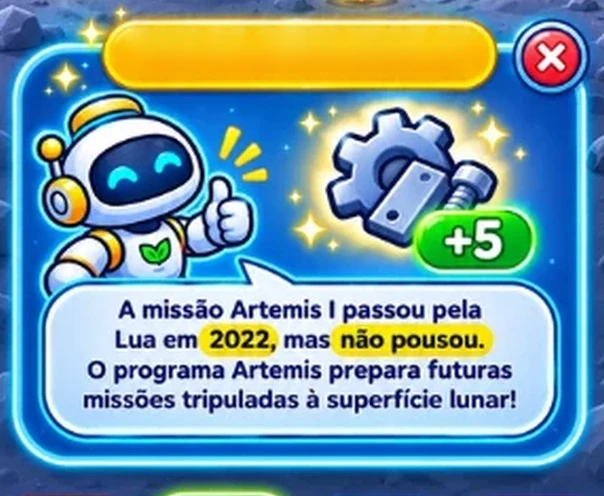 +5
A missão Artemis I passou pela
Lua em 2022, mas não pousou.
O programa Artemis prepara futuras
missões tripuladas à superfície lunar!